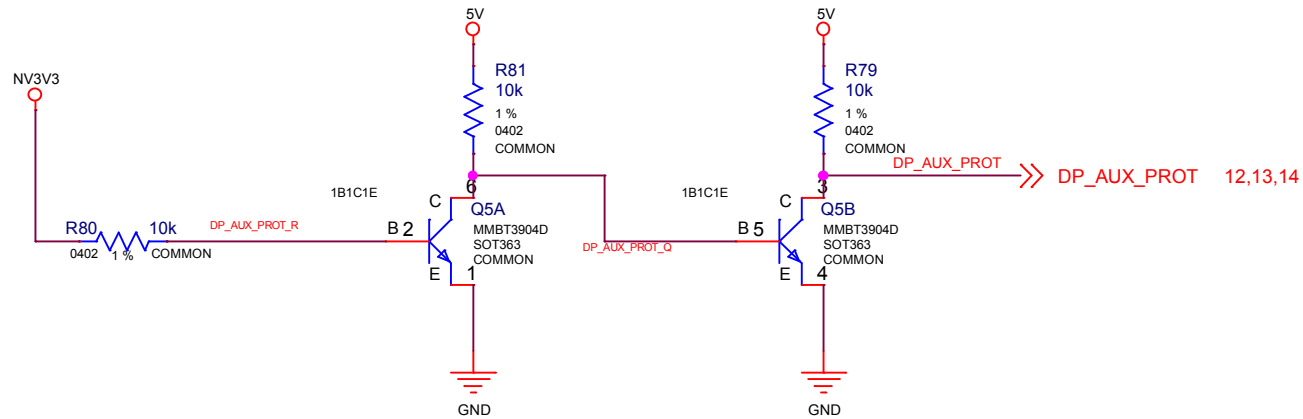 5V
5V
NV3V3
R81
10k
1 %
0402
COMMON
R79
10k
1 %
0402
COMMON
DP_AUX_PROT
DP_AUX_PROT 12,13,14
1B1C1E
6
C
Q5A
MMBT3904D
SOT363
COMMON
B 2
E
1
1B1C1E
3
C
Q5B
MMBT3904D
SOT363
COMMON
B 5
E
4
R80 10k
0402 1 % COMMON
DP_AUX_PROT_R
DP_AUX_PROT_Q
GND
GND